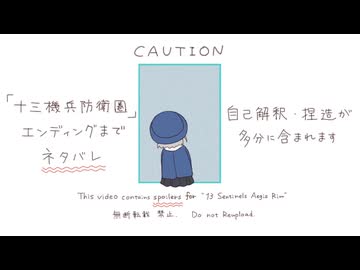 CAUTION
「十三機兵防衛圏」
エンディングまで
ネタバレ
自己解釈・捏造が
多分に含まれます
This video contains spoilers for "13 Sentinels Aegis Rim"
無断転載 禁止. Do not Reupload.